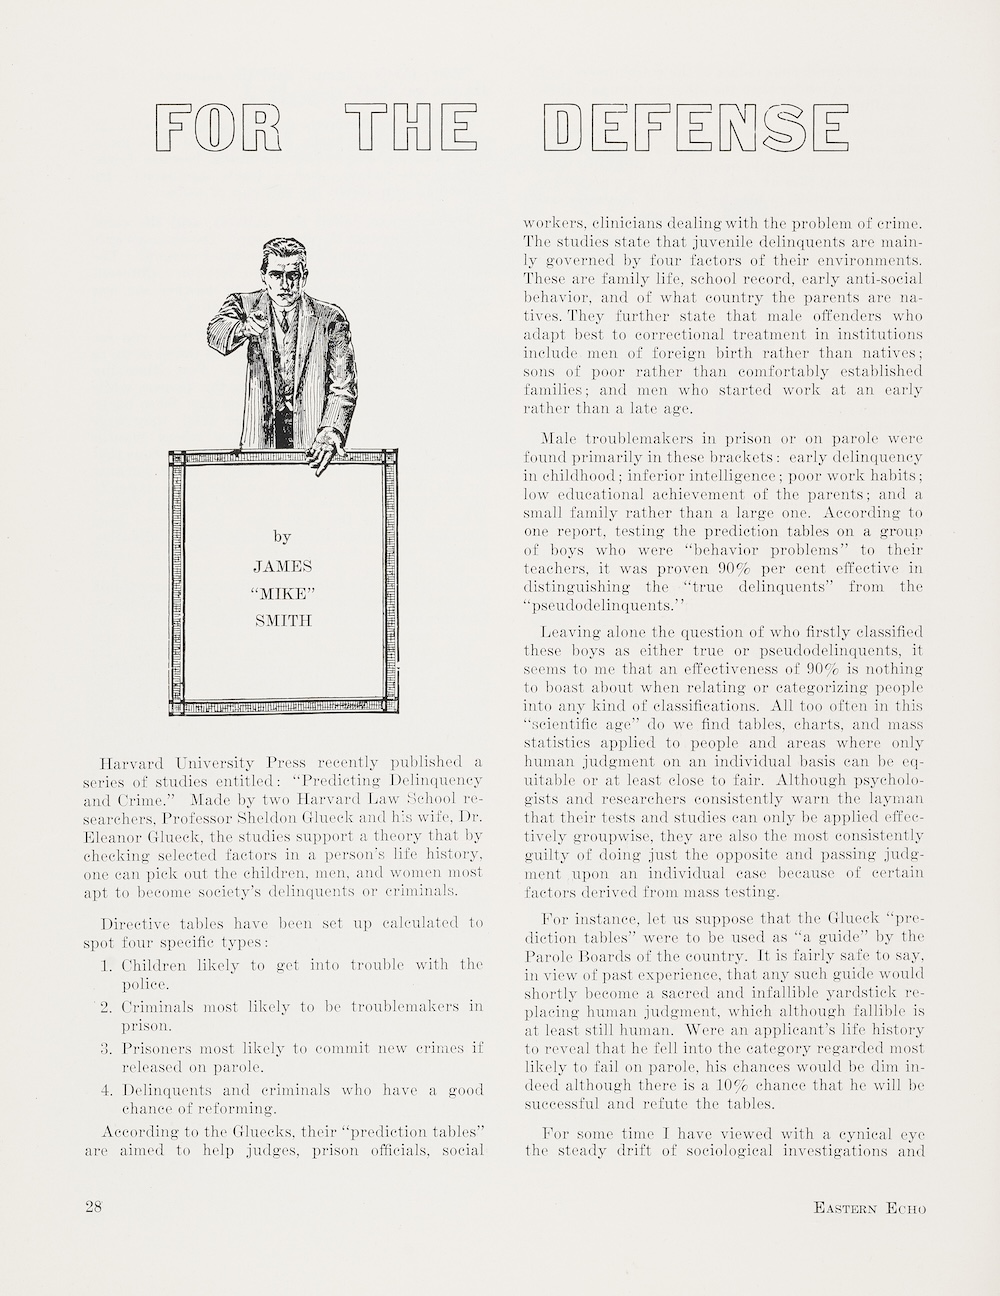 FOR THE DEFENSE
by
JAMES
“MIKE”
SMITH
Harvard University Press recently published a
series of studies entitled: “Predicting Delinquency
and Crime.” Made by two Harvard Law School re-
searchers, Professor Sheldon Glueck and his wife, Dr.
Eleanor Glueck, the studies support a theory that by
checking selected factors in a person’s life history,
one can pick out the children, men, and women most
apt to become society’s delinquents or criminals.
Directive tables have been set up calculated to
spot four specific types:
1. Children likely to get into trouble with the
police.
2. Criminals most likely to be troublemakers in
prison.
3. Prisoners most likely to commit new crimes if
released on parole.
4. Delinquents and criminals who have a good
chance of reforming.
According to the Gluecks, their “prediction tables”
are aimed to help judges, prison officials, social
workers, clinicians dealing with the problem of crime.
The studies state that juvenile delinquents are main-
ly governed by four factors of their environments.
These are family life, school record, early anti-social
behavior, and of what country the parents are na-
tives. They further state that male offenders who
adapt best to correctional treatment in institutions
include men of foreign birth rather than natives;
sons of poor rather than comfortably established
families; and men who started work at an early
rather than a late age.
Male troublemakers in prison or on parole were
found primarily in these brackets: early delinquency
in childhood; inferior intelligence; poor work habits;
low educational achievement of the parents; and a
small family rather than a large one. According to
one report, testing the prediction tables on a group
of boys who were “behavior problems” to their
teachers, it was proven 90% per cent effective in
distinguishing the “true delinquents” from the
“pseudodelinquents.”
Leaving alone the question of who firstly classified
these boys as either true or pseudodelinquents, it
seems to me that an effectiveness of 90% is nothing
to boast about when relating or categorizing people
into any kind of classifications. All too often in this
“scientific age” do we find tables, charts, and mass
statistics applied to people and areas where only
human judgment on an individual basis can be eq-
uitable or at least close to fair. Although psycholo-
gists and researchers consistently warn the layman
that their tests and studies can only be applied effec-
tively groupwise, they are also the most consistently
guilty of doing just the opposite and passing judg-
ment upon an individual case because of certain
factors derived from mass testing.
For instance, let us suppose that the Glueck “pre-
diction tables” were to be used as “a guide” by the
Parole Boards of the country. It is fairly safe to say,
in view of past experience, that any such guide would
shortly become a sacred and infallible yardstick re-
placing human judgment, which although fallible is
at least still human. Were an applicant’s life history
to reveal that he fell into the category regarded most
likely to fail on parole, his chances would be dim in-
deed although there is a 10% chance that he will be
successful and refute the tables.
For some time I have viewed with a cynical eye
the steady drift of sociological investigations and
28
EASTERN ECHO